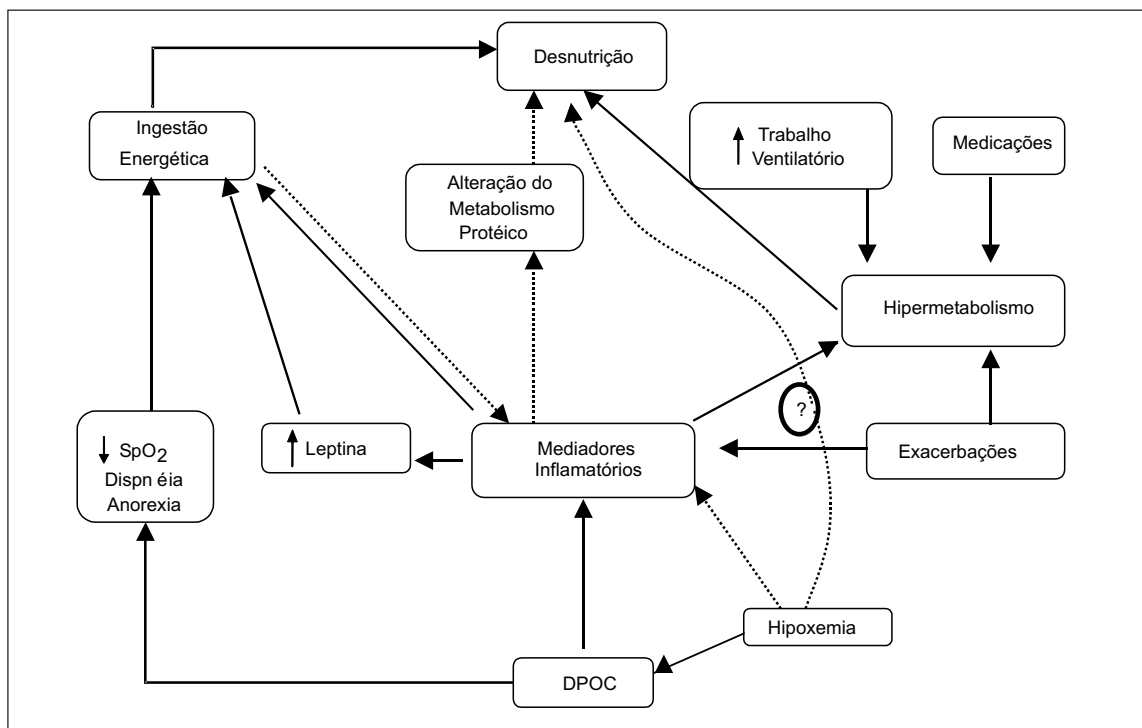 Desnutrição
Ingestão
Energética
Trabalho
Ventilatório
Medicações
Alteração do
Metabolismo
Protéico
Hipermetabolismo
?
SpO2
Dispn éia
Anorexia
Leptina
Mediadores
Inflamatórios
Exacerbações
Hipoxemia
DPOC